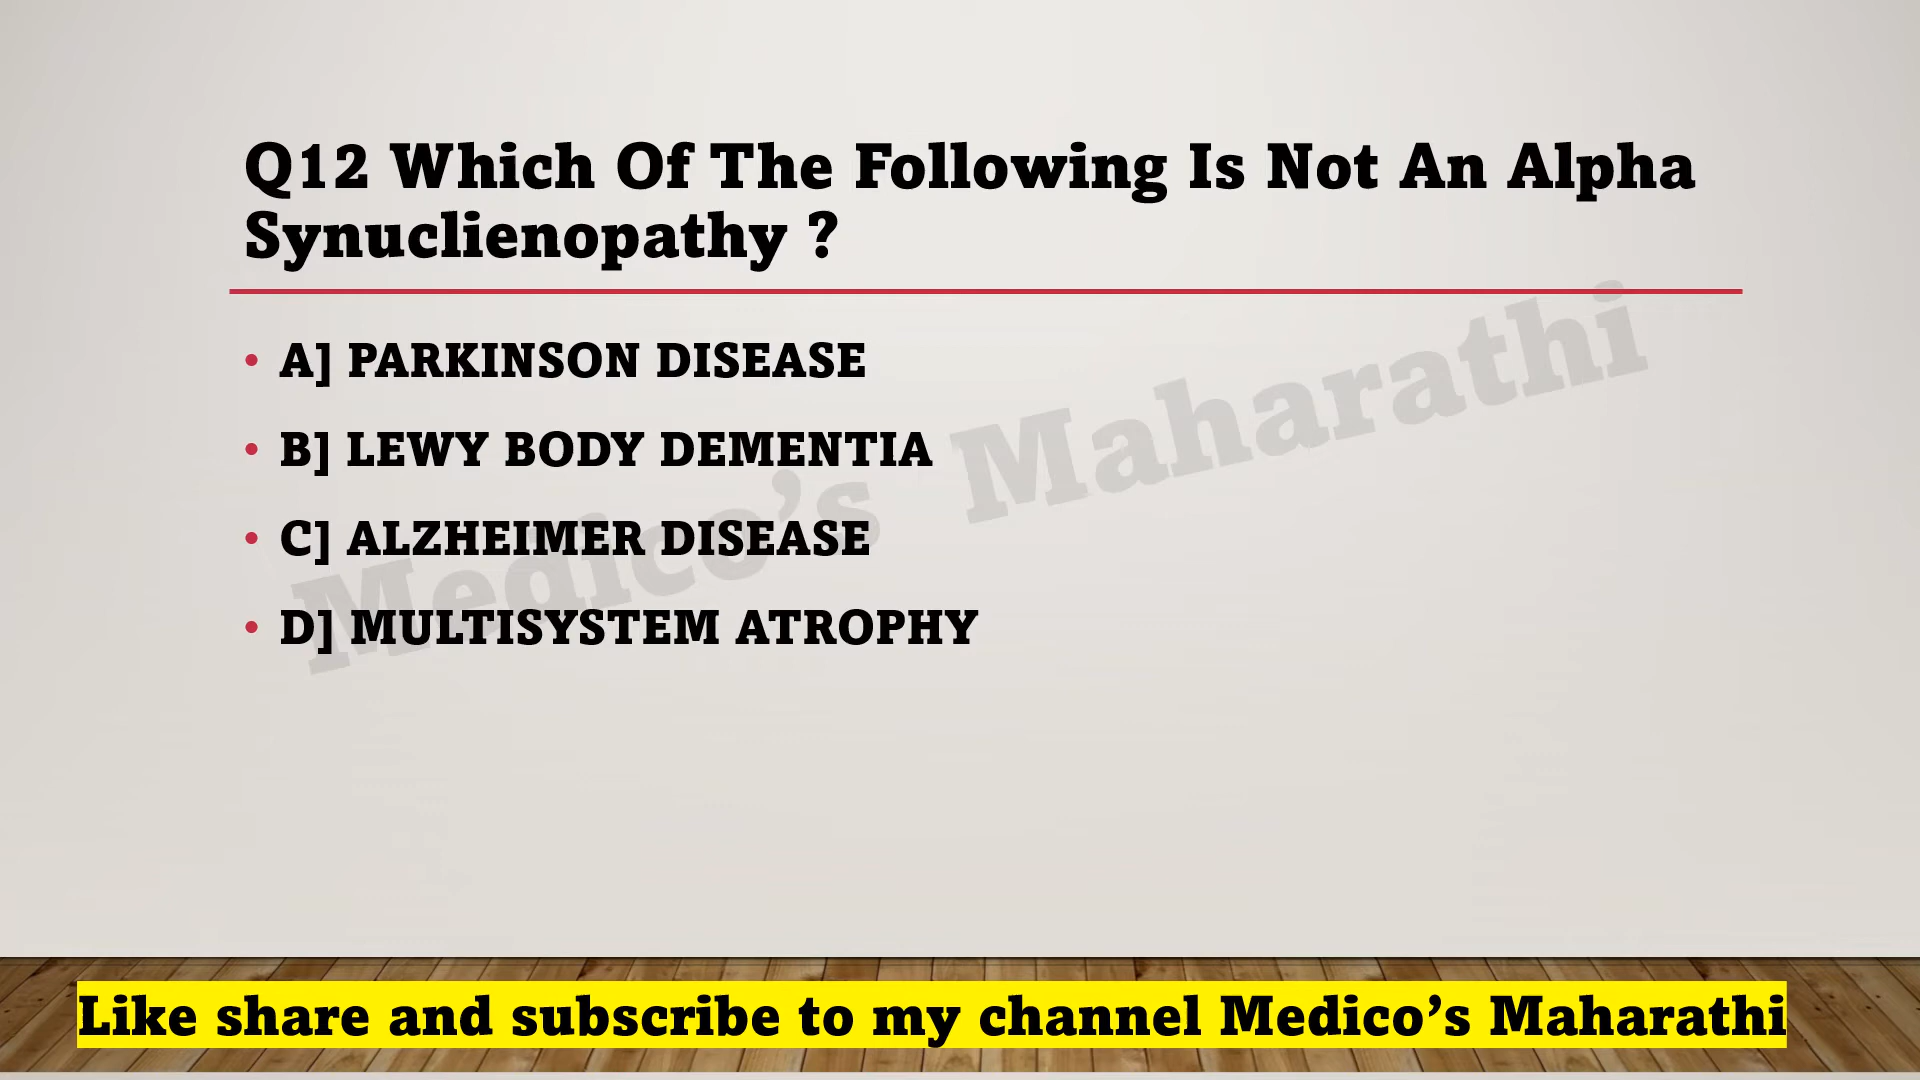 Q12 Which Of The Following Is Not An Alpha
Synuclienopathy ?
• A] PARKINSON DISEASE
• B] LEWY BODY DEMENTIA
• C] ALZHEIMER DISEASE
• D] MULTISYSTEM ATROPHY
Medico’s Maharathi
Like share and subscribe to my channel Medico’s Maharathi